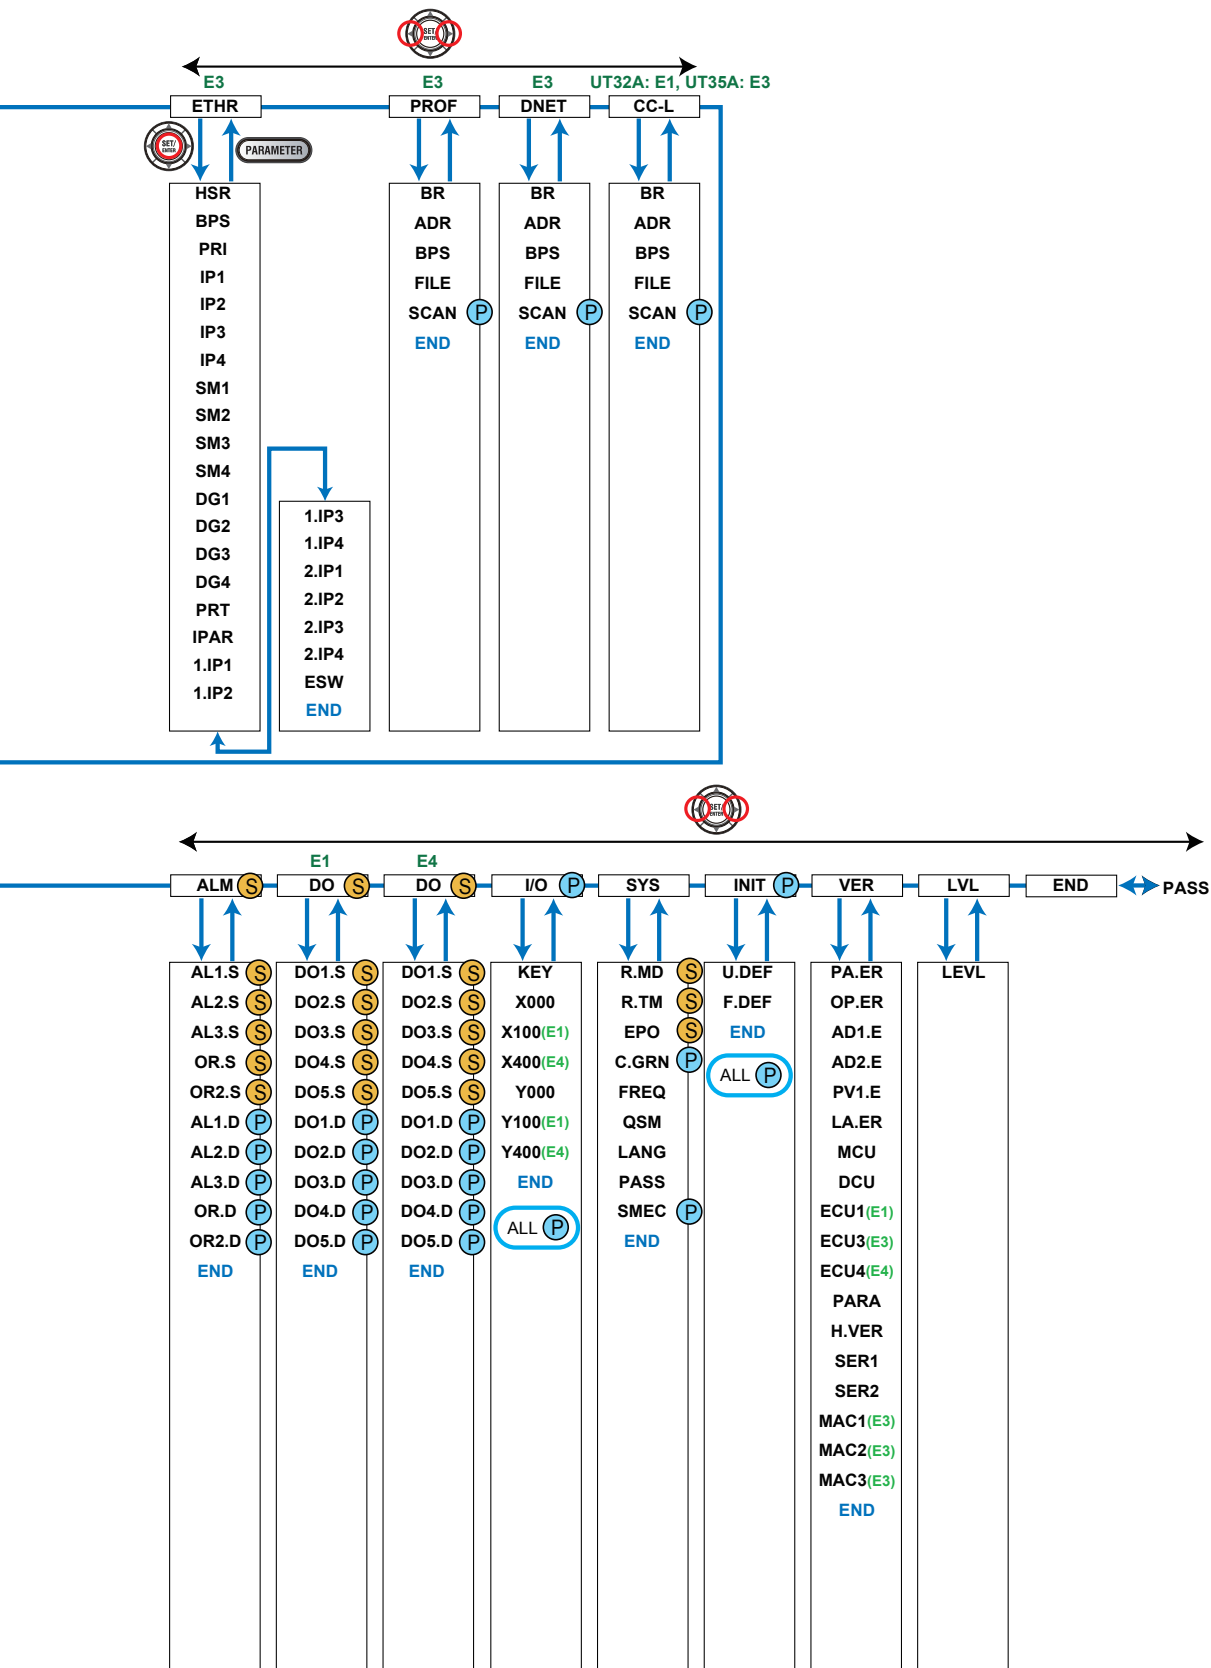 SET/
ENTER
E3 E3 E3 UT32A: E1, UT35A: E3
ETHR PROF DNET CC-L
SET/
ENTER
PARAMETER
HSR
BPS
PRI
IP1
IP2
IP3
IP4
SM1
SM2
SM3
SM4
DG1
DG2
DG3
DG4
PRT
IPAR
1.IP1
1.IP2
1.IP3
1.IP4
2.IP1
2.IP2
2.IP3
2.IP4
ESW
END
BR
ADR
BPS
FILE
SCAN P
END
BR
ADR
BPS
FILE
SCAN P
END
BR
ADR
BPS
FILE
SCAN P
END
SET/
ENTER
E1 E4
ALM S DO S DO S I/O P SYS INIT P VER LVL END PASS
AL1.S S
AL2.S S
AL3.S S
OR.S S
OR2.S S
AL1.D P
AL2.D P
AL3.D P
OR.D P
OR2.D P
END
DO1.S S
DO2.S S
DO3.S S
DO4.S S
DO5.S S
DO1.D P
DO2.D P
DO3.D P
DO4.D P
DO5.D P
END
DO1.S S
DO2.S S
DO3.S S
DO4.S S
DO5.S S
DO1.D P
DO2.D P
DO3.D P
DO4.D P
DO5.D P
END
KEY
X000
X100(E1)
X400(E4)
Y000
Y100(E1)
Y400(E4)
END
ALL P
R.MD S
R.TM S
EPO S
C.GRN P
FREQ
QSM
LANG
PASS
SMEC P
END
U.DEF
F.DEF
END
ALL P
PA.ER
OP.ER
AD1.E
AD2.E
PV1.E
LA.ER
MCU
DCU
ECU1(E1)
ECU3(E3)
ECU4(E4)
PARA
H.VER
SER1
SER2
MAC1(E3)
MAC2(E3)
MAC3(E3)
END
LEVL